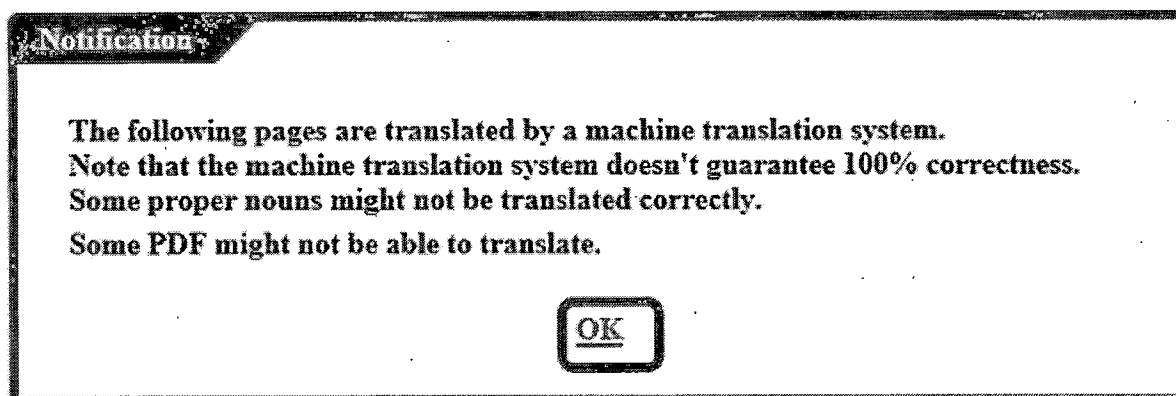 Notification
The following pages are translated by a machine translation system.
Note that the machine translation system doesn't guarantee 100% correctness.
Some proper nouns might not be translated correctly.
Some PDF might not be able to translate.
OK